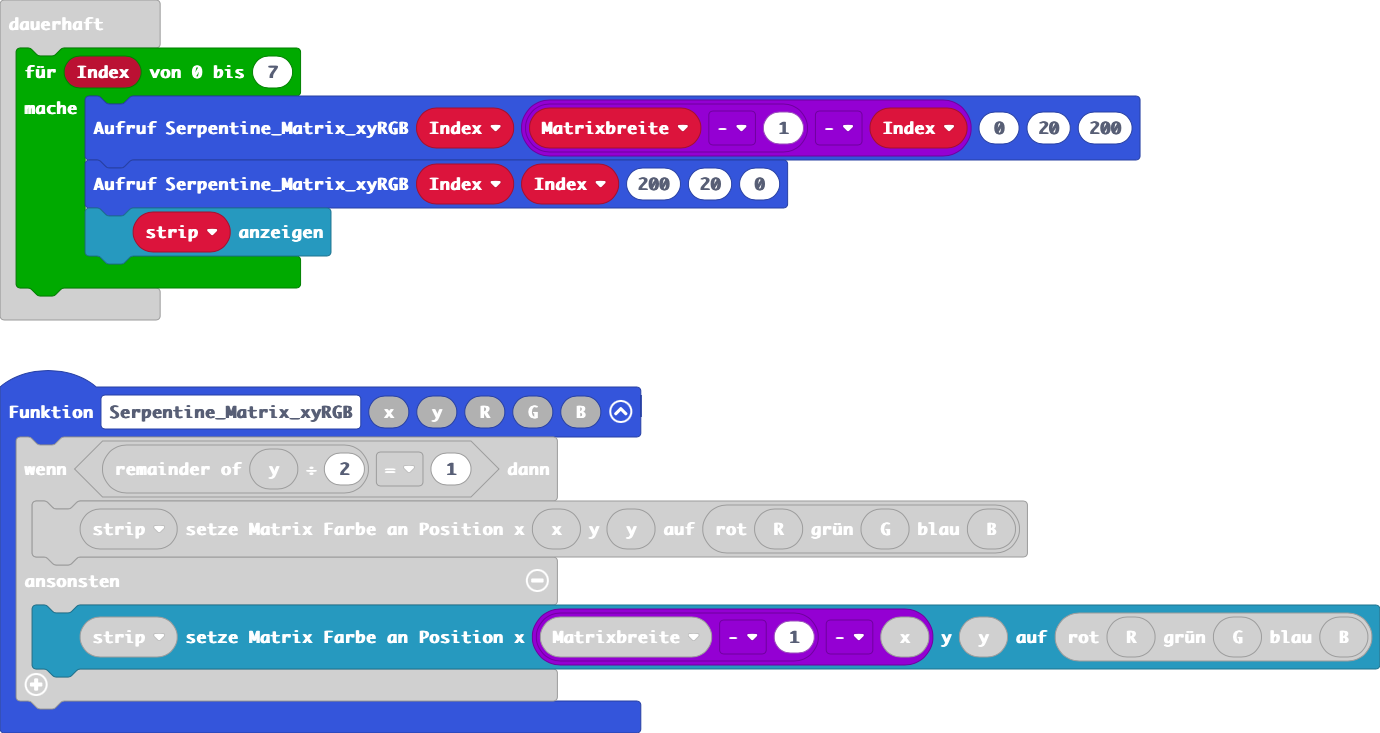 dauerhaft
für Index von 0 bis 7
mache
Aufruf Serpentine_Matrix_xyRGB Index Matrixbreite - 1 - Index 0 20 200
Aufruf Serpentine_Matrix_xyRGB Index Index 200 20 0
strip anzeigen
Funktion Serpentine_Matrix_xyRGB x y R G B
wenn remainder of y ÷ 2 = 1 dann
strip setze Matrix Farbe an Position x x y y auf rot R grün G blau B
ansonsten
strip setze Matrix Farbe an Position x Matrixbreite - 1 - x y y auf rot R grün G blau B